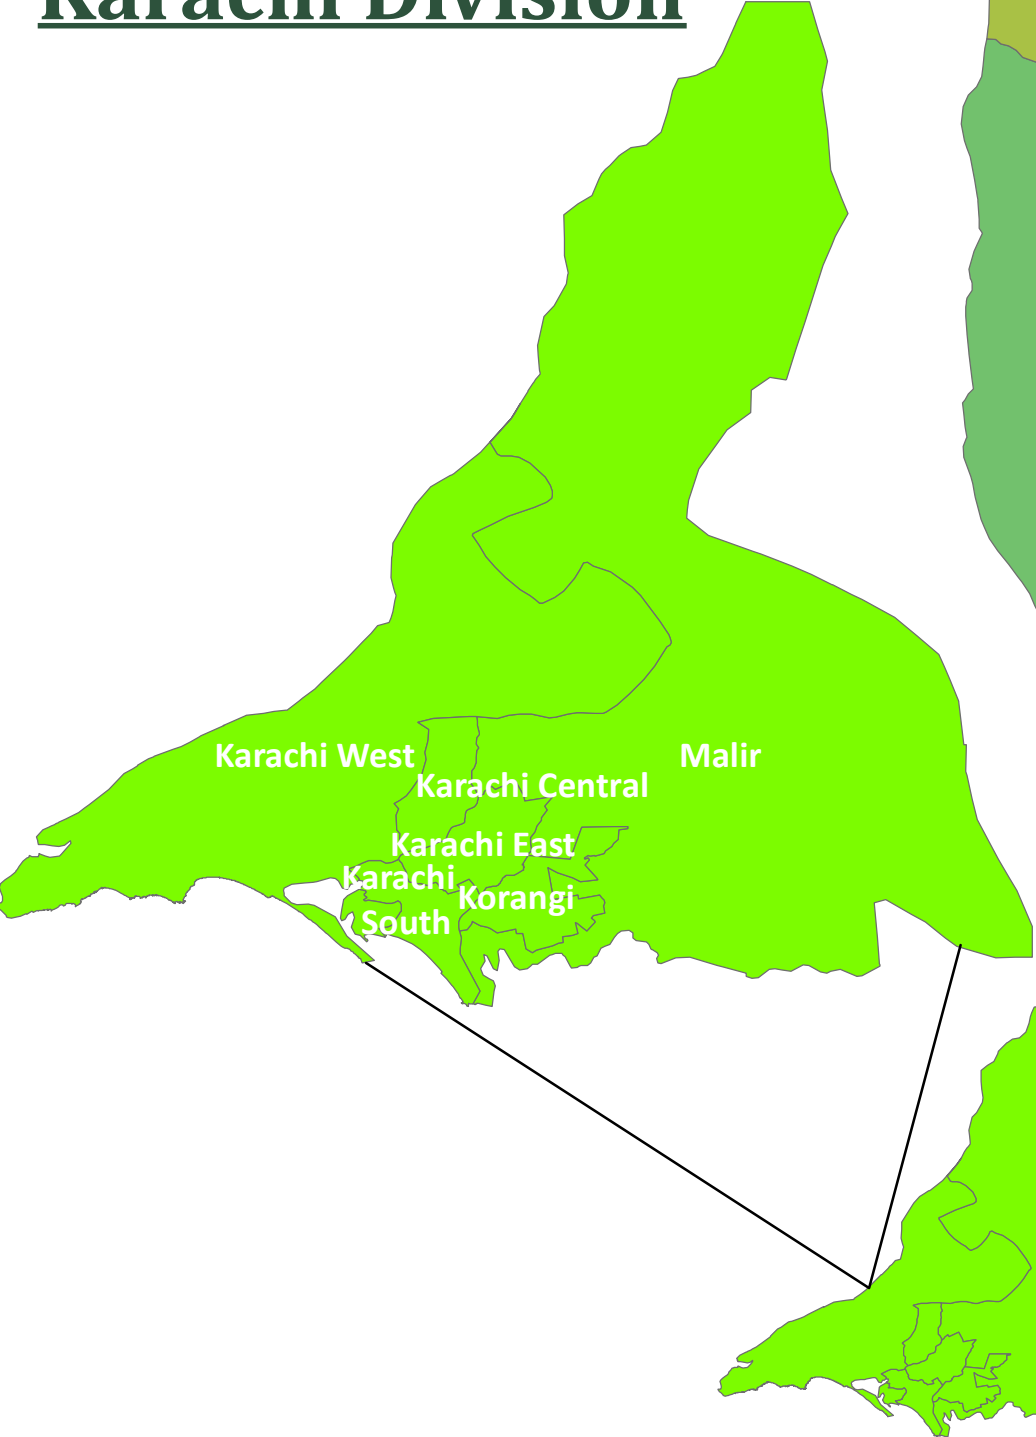 Karachi Division
Karachi West
Malir
Karachi Central
Karachi East
Karachi
South
Korangi